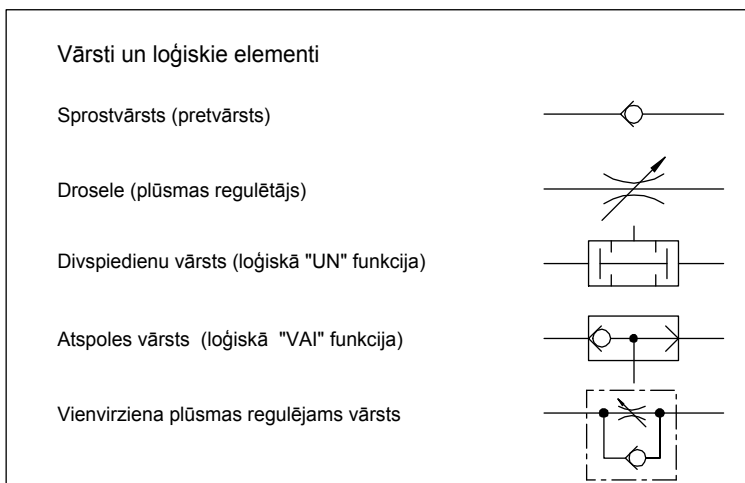 Vārsti un loģiskie elementi
Sprostvārsts (pretvārsts)
Drosele (plūsmas regulētājs)
Divspiedienu vārsts (loģiskā "UN" funkcija)
Atspoles vārsts (loģiskā "VAI" funkcija)
Vienvirziena plūsmas regulējams vārsts